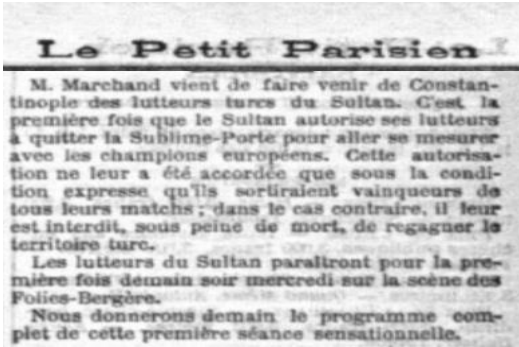 Le Petit Parisien
M. Marchand vient de faire venir de Constan-
tinople des lutteurs turcs du Sultan. C'est la
première fois que le Sultan autorise ses lutteurs
à quitter la Sublime-Porte pour aller se mesurer
avec les champions européens. Cette autorisa-
tion ne leur a été accordée que sous la condi-
tion expresse qu'ils sortiraient vainqueurs de
tous leurs matchs ; dans le cas contraire, il leur
est interdit, sous peine de mort, de regagner le
territoire turc.
Les lutteurs du Sultan paraîtront pour la pre-
mière fois demain soir mercredi sur la scène des
Folies-Bergère.
Nous donnerons demain le programme com-
plet de cette première séance sensationnelle.